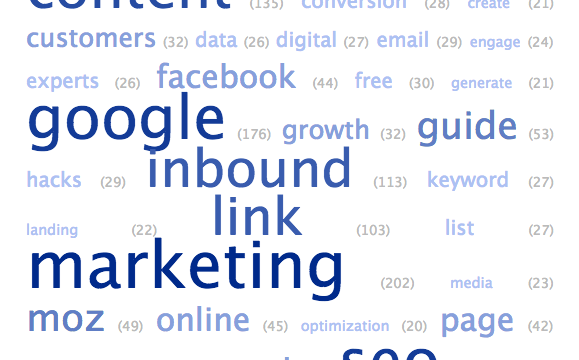 content (135) conversion (28) create (21)
customers (32) data (26) digital (27) email (29) engage (24)
experts (26) facebook (44) free (30) generate (21)
google (176) growth (32) guide (53)
hacks (29) inbound (113) keyword (27)
landing (22) link (103) list (27)
marketing (202) media (23)
moz (49) online (45) optimization (20) page (42)
seo